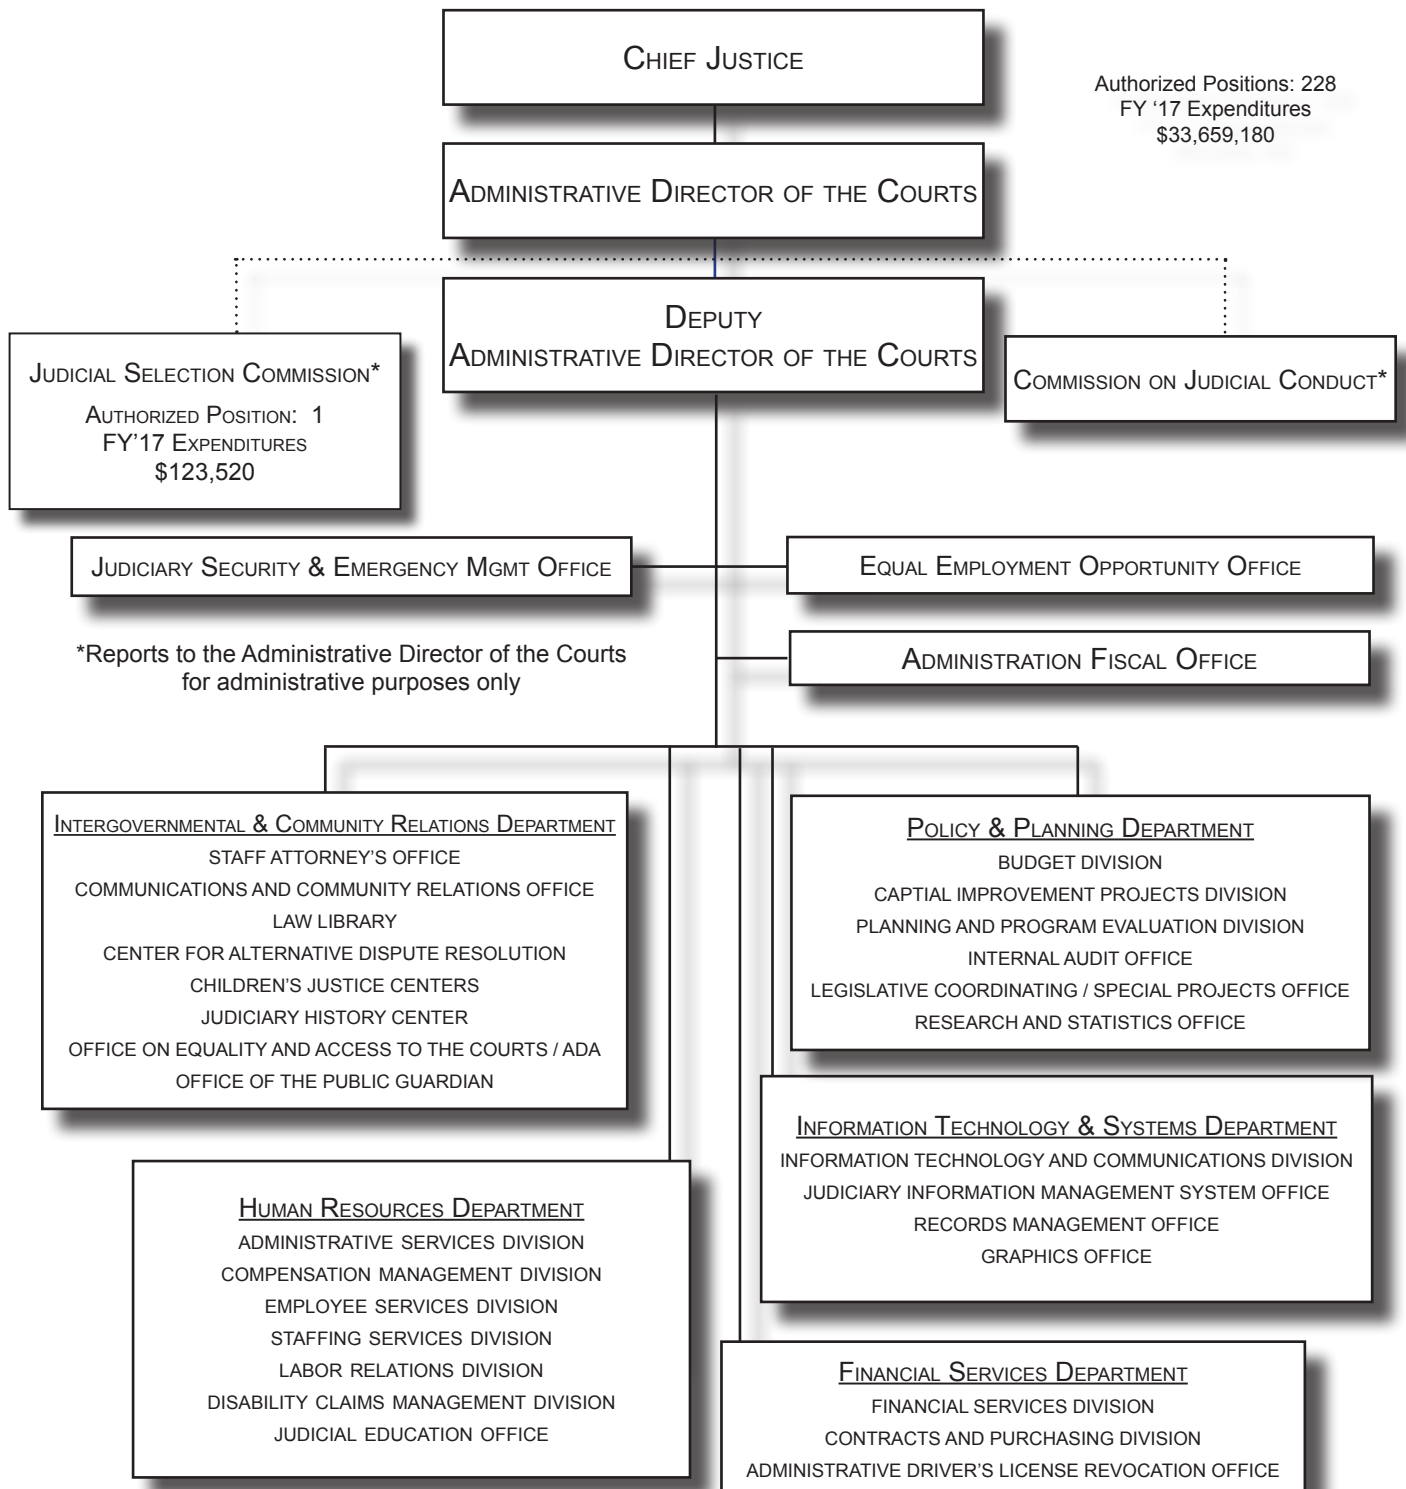 Chief Justice
Authorized Positions: 228
FY ‘17 Expenditures
$33,659,180
Administrative Director of the Courts
Deputy
Administrative Director of the Courts
Judicial Selection Commission*
Authorized Position: 1
FY’17 Expenditures
$123,520
Commission on Judicial Conduct*
Judiciary Security & Emergency Mgmt Office
Equal Employment Opportunity Office
*Reports to the Administrative Director of the Courts
for administrative purposes only
Administration Fiscal Office
Intergovernmental & Community Relations Department
STAFF ATTORNEY’S OFFICE
COMMUNICATIONS AND COMMUNITY RELATIONS OFFICE
LAW LIBRARY
CENTER FOR ALTERNATIVE DISPUTE RESOLUTION
CHILDREN’S JUSTICE CENTERS
JUDICIARY HISTORY CENTER
OFFICE ON EQUALITY AND ACCESS TO THE COURTS / ADA
OFFICE OF THE PUBLIC GUARDIAN
Policy & Planning Department
BUDGET DIVISION
CAPTIAL IMPROVEMENT PROJECTS DIVISION
PLANNING AND PROGRAM EVALUATION DIVISION
INTERNAL AUDIT OFFICE
LEGISLATIVE COORDINATING / SPECIAL PROJECTS OFFICE
RESEARCH AND STATISTICS OFFICE
Information Technology & Systems Department
INFORMATION TECHNOLOGY AND COMMUNICATIONS DIVISION
JUDICIARY INFORMATION MANAGEMENT SYSTEM OFFICE
RECORDS MANAGEMENT OFFICE
GRAPHICS OFFICE
Human Resources Department
ADMINISTRATIVE SERVICES DIVISION
COMPENSATION MANAGEMENT DIVISION
EMPLOYEE SERVICES DIVISION
STAFFING SERVICES DIVISION
LABOR RELATIONS DIVISION
DISABILITY CLAIMS MANAGEMENT DIVISION
JUDICIAL EDUCATION OFFICE
Financial Services Department
FINANCIAL SERVICES DIVISION
CONTRACTS AND PURCHASING DIVISION
ADMINISTRATIVE DRIVER’S LICENSE REVOCATION OFFICE